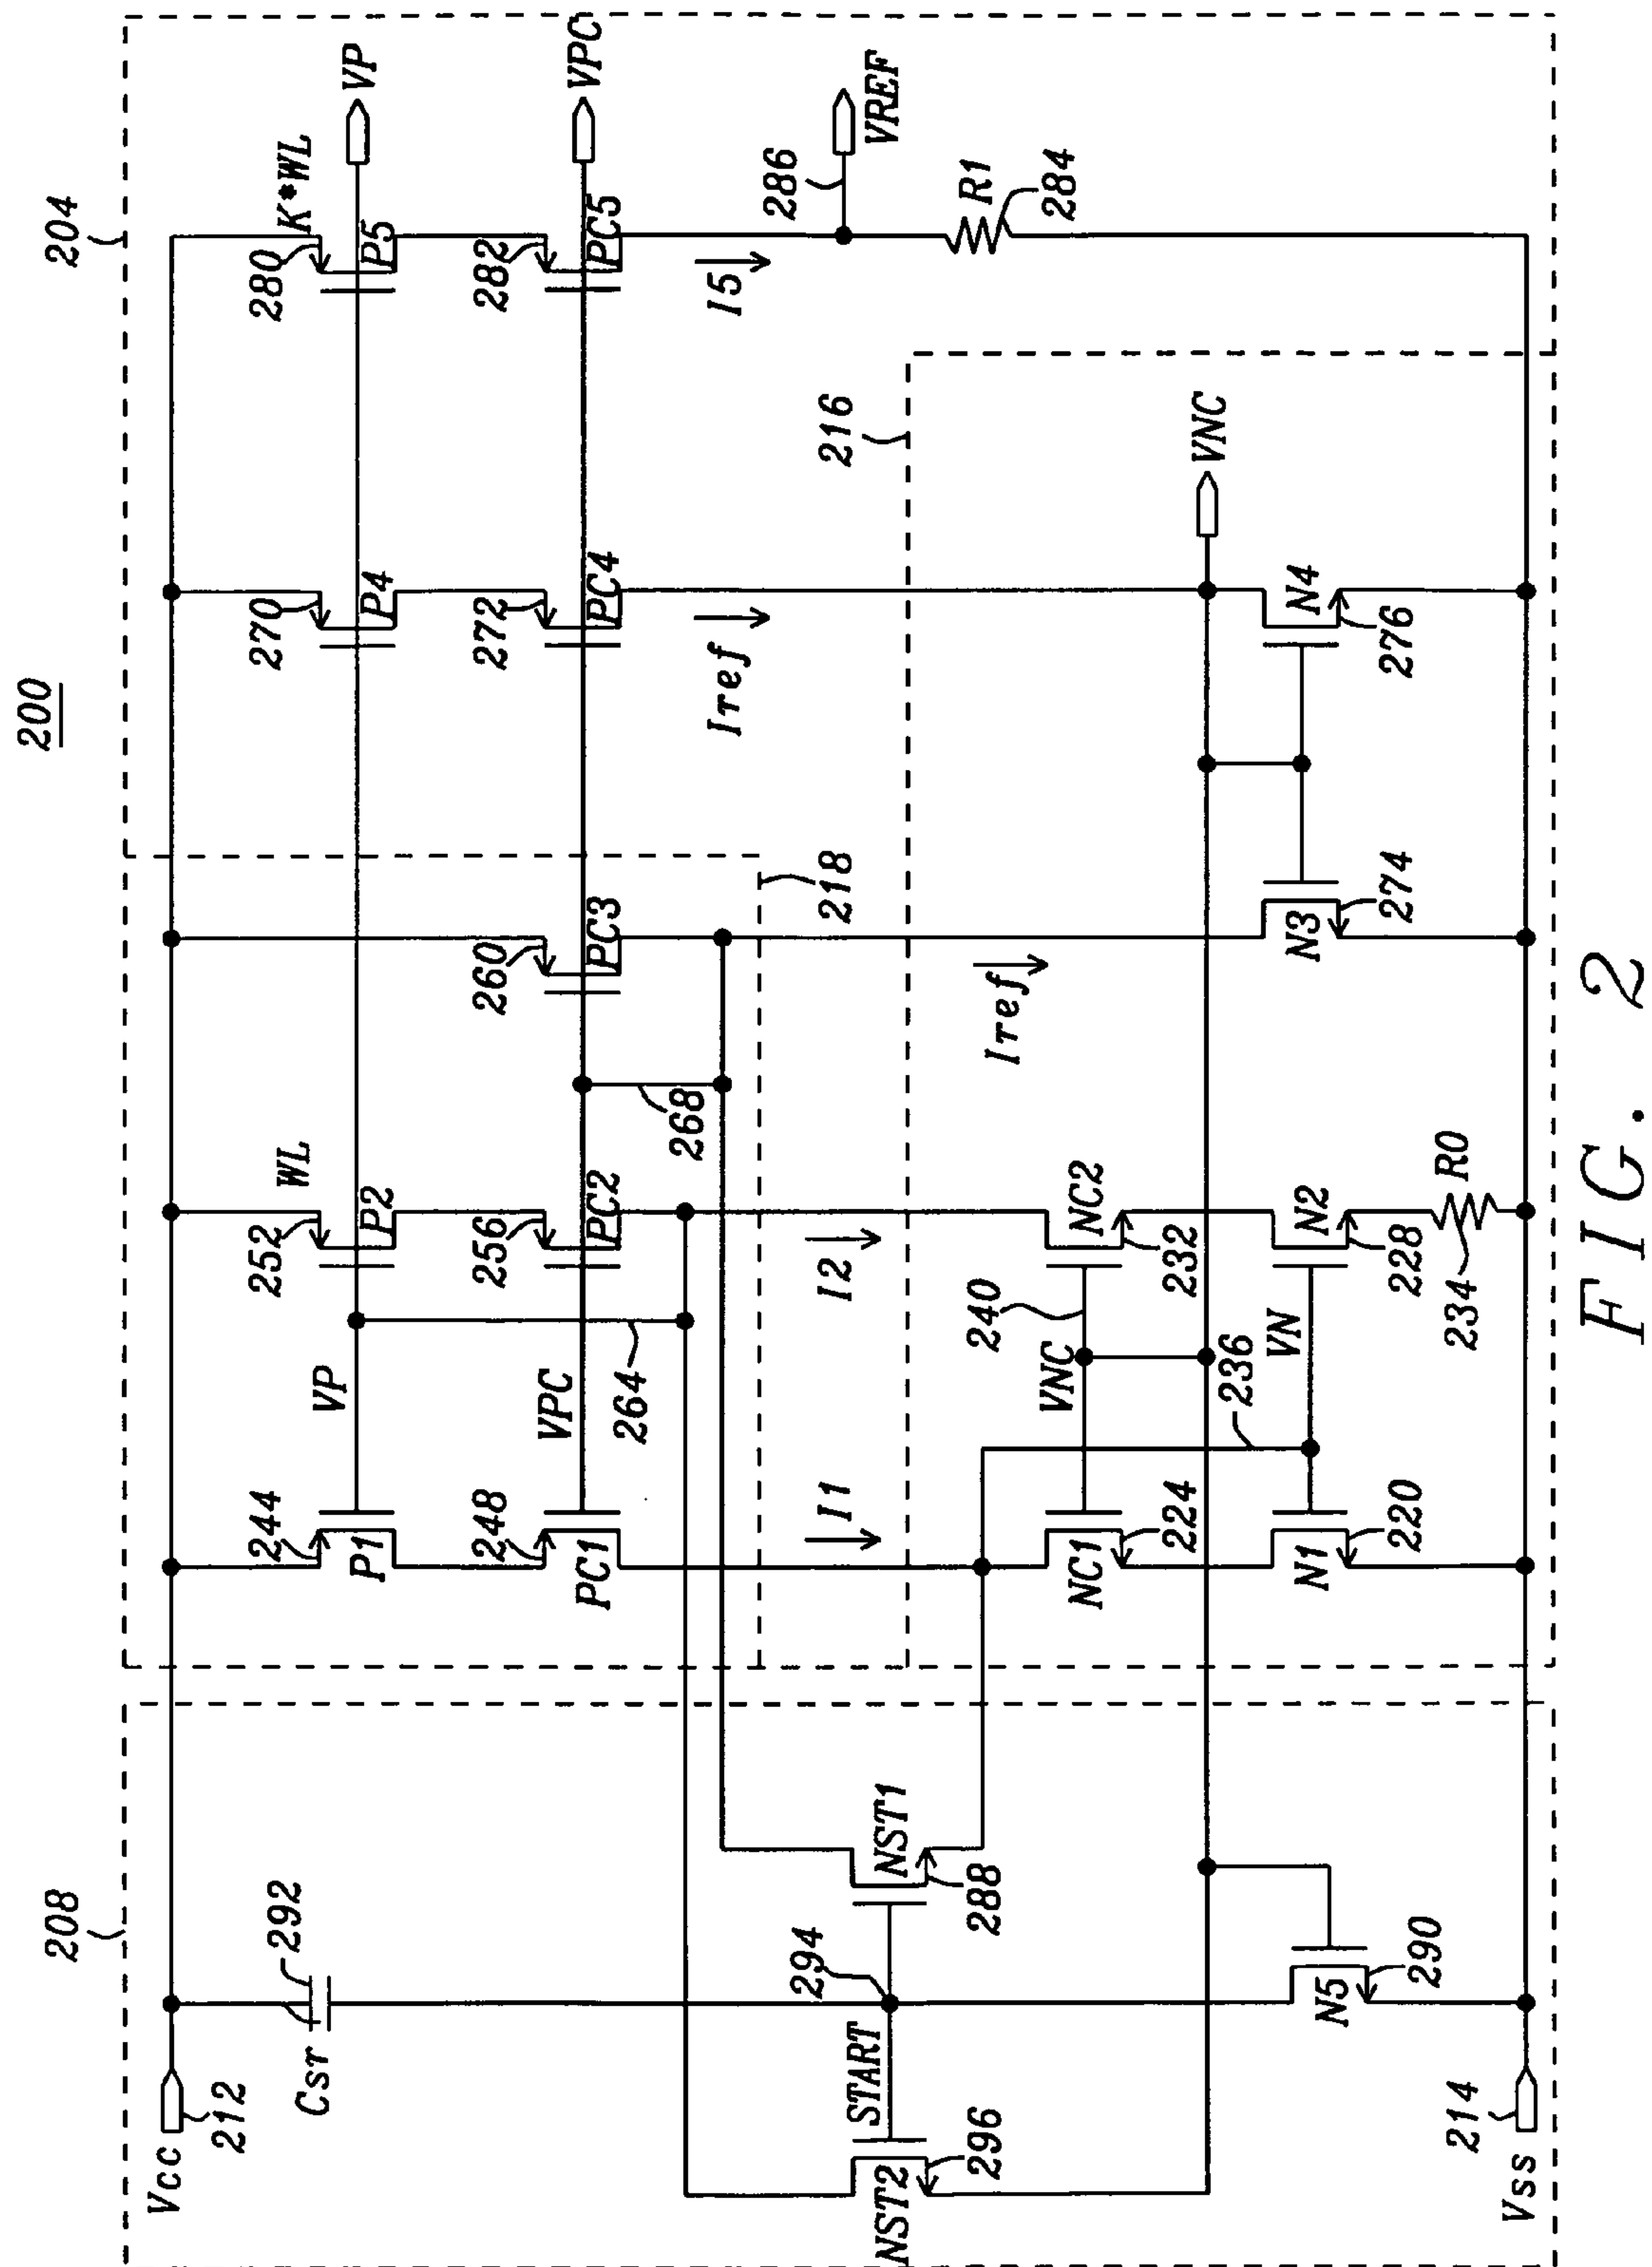 200
208
204
Vcc
212
Csr
292
244
P1
VP
252
WL
P2
270
P4
280
K*WL
P5
VP
248
PC1
VPC
256
PC2
260
PC3
272
PC4
282
PC5
VPC
264
268
218
I1
I2
Iref
I5
216
286
VREF
R1
284
START
294
NST2
296
NST1
288
Iref
240
VNC
NC1
224
NC2
232
236
VN
VNC
N5
290
N1
220
N2
228
234
R0
N3
274
N4
276
Vss
214
FIG. 2